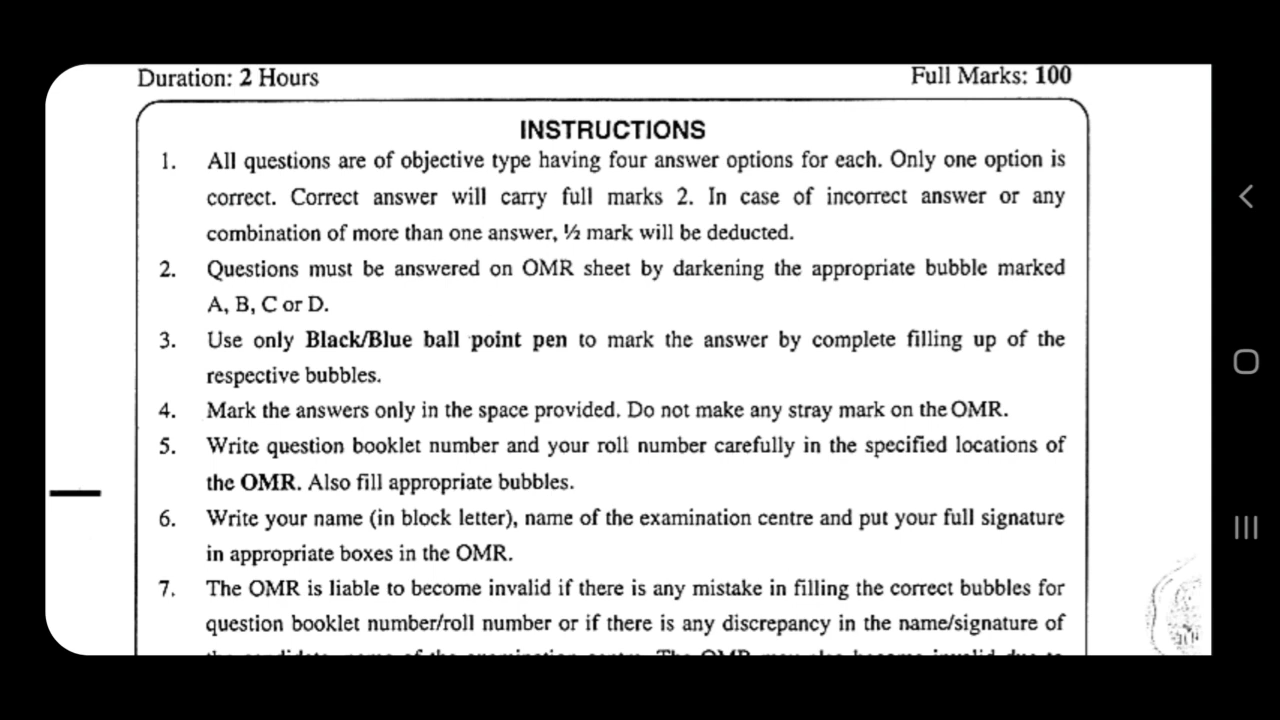 Duration: 2 Hours Full Marks: 100
INSTRUCTIONS
1. All questions are of objective type having four answer options for each. Only one option is
correct. Correct answer will carry full marks 2. In case of incorrect answer or any
combination of more than one answer, ½ mark will be deducted.
2. Questions must be answered on OMR sheet by darkening the appropriate bubble marked
A, B, C or D.
3. Use only Black/Blue ball point pen to mark the answer by complete filling up of the
respective bubbles.
4. Mark the answers only in the space provided. Do not make any stray mark on the OMR.
5. Write question booklet number and your roll number carefully in the specified locations of
the OMR. Also fill appropriate bubbles.
6. Write your name (in block letter), name of the examination centre and put your full signature
in appropriate boxes in the OMR.
7. The OMR is liable to become invalid if there is any mistake in filling the correct bubbles for
question booklet number/roll number or if there is any discrepancy in the name/signature of